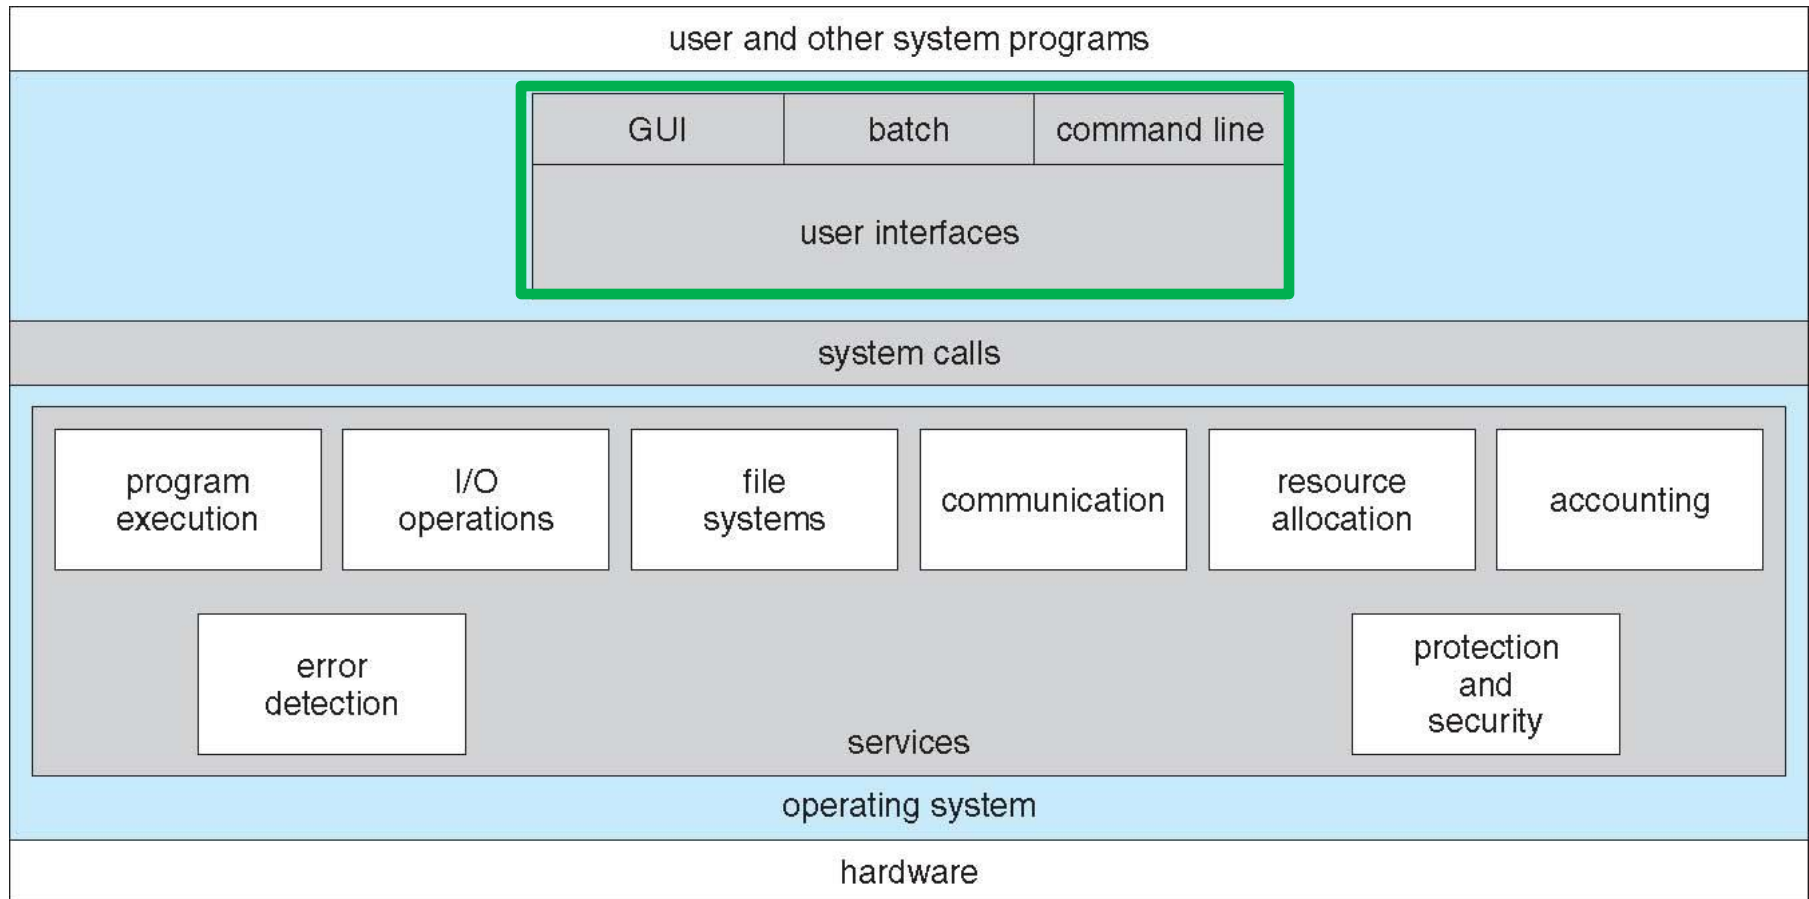 user and other system programs
GUI batch command line
user interfaces
system calls
program
execution
I/O
operations
file
systems
communication
resource
allocation
accounting
error
detection
protection
and
security
services
operating system
hardware